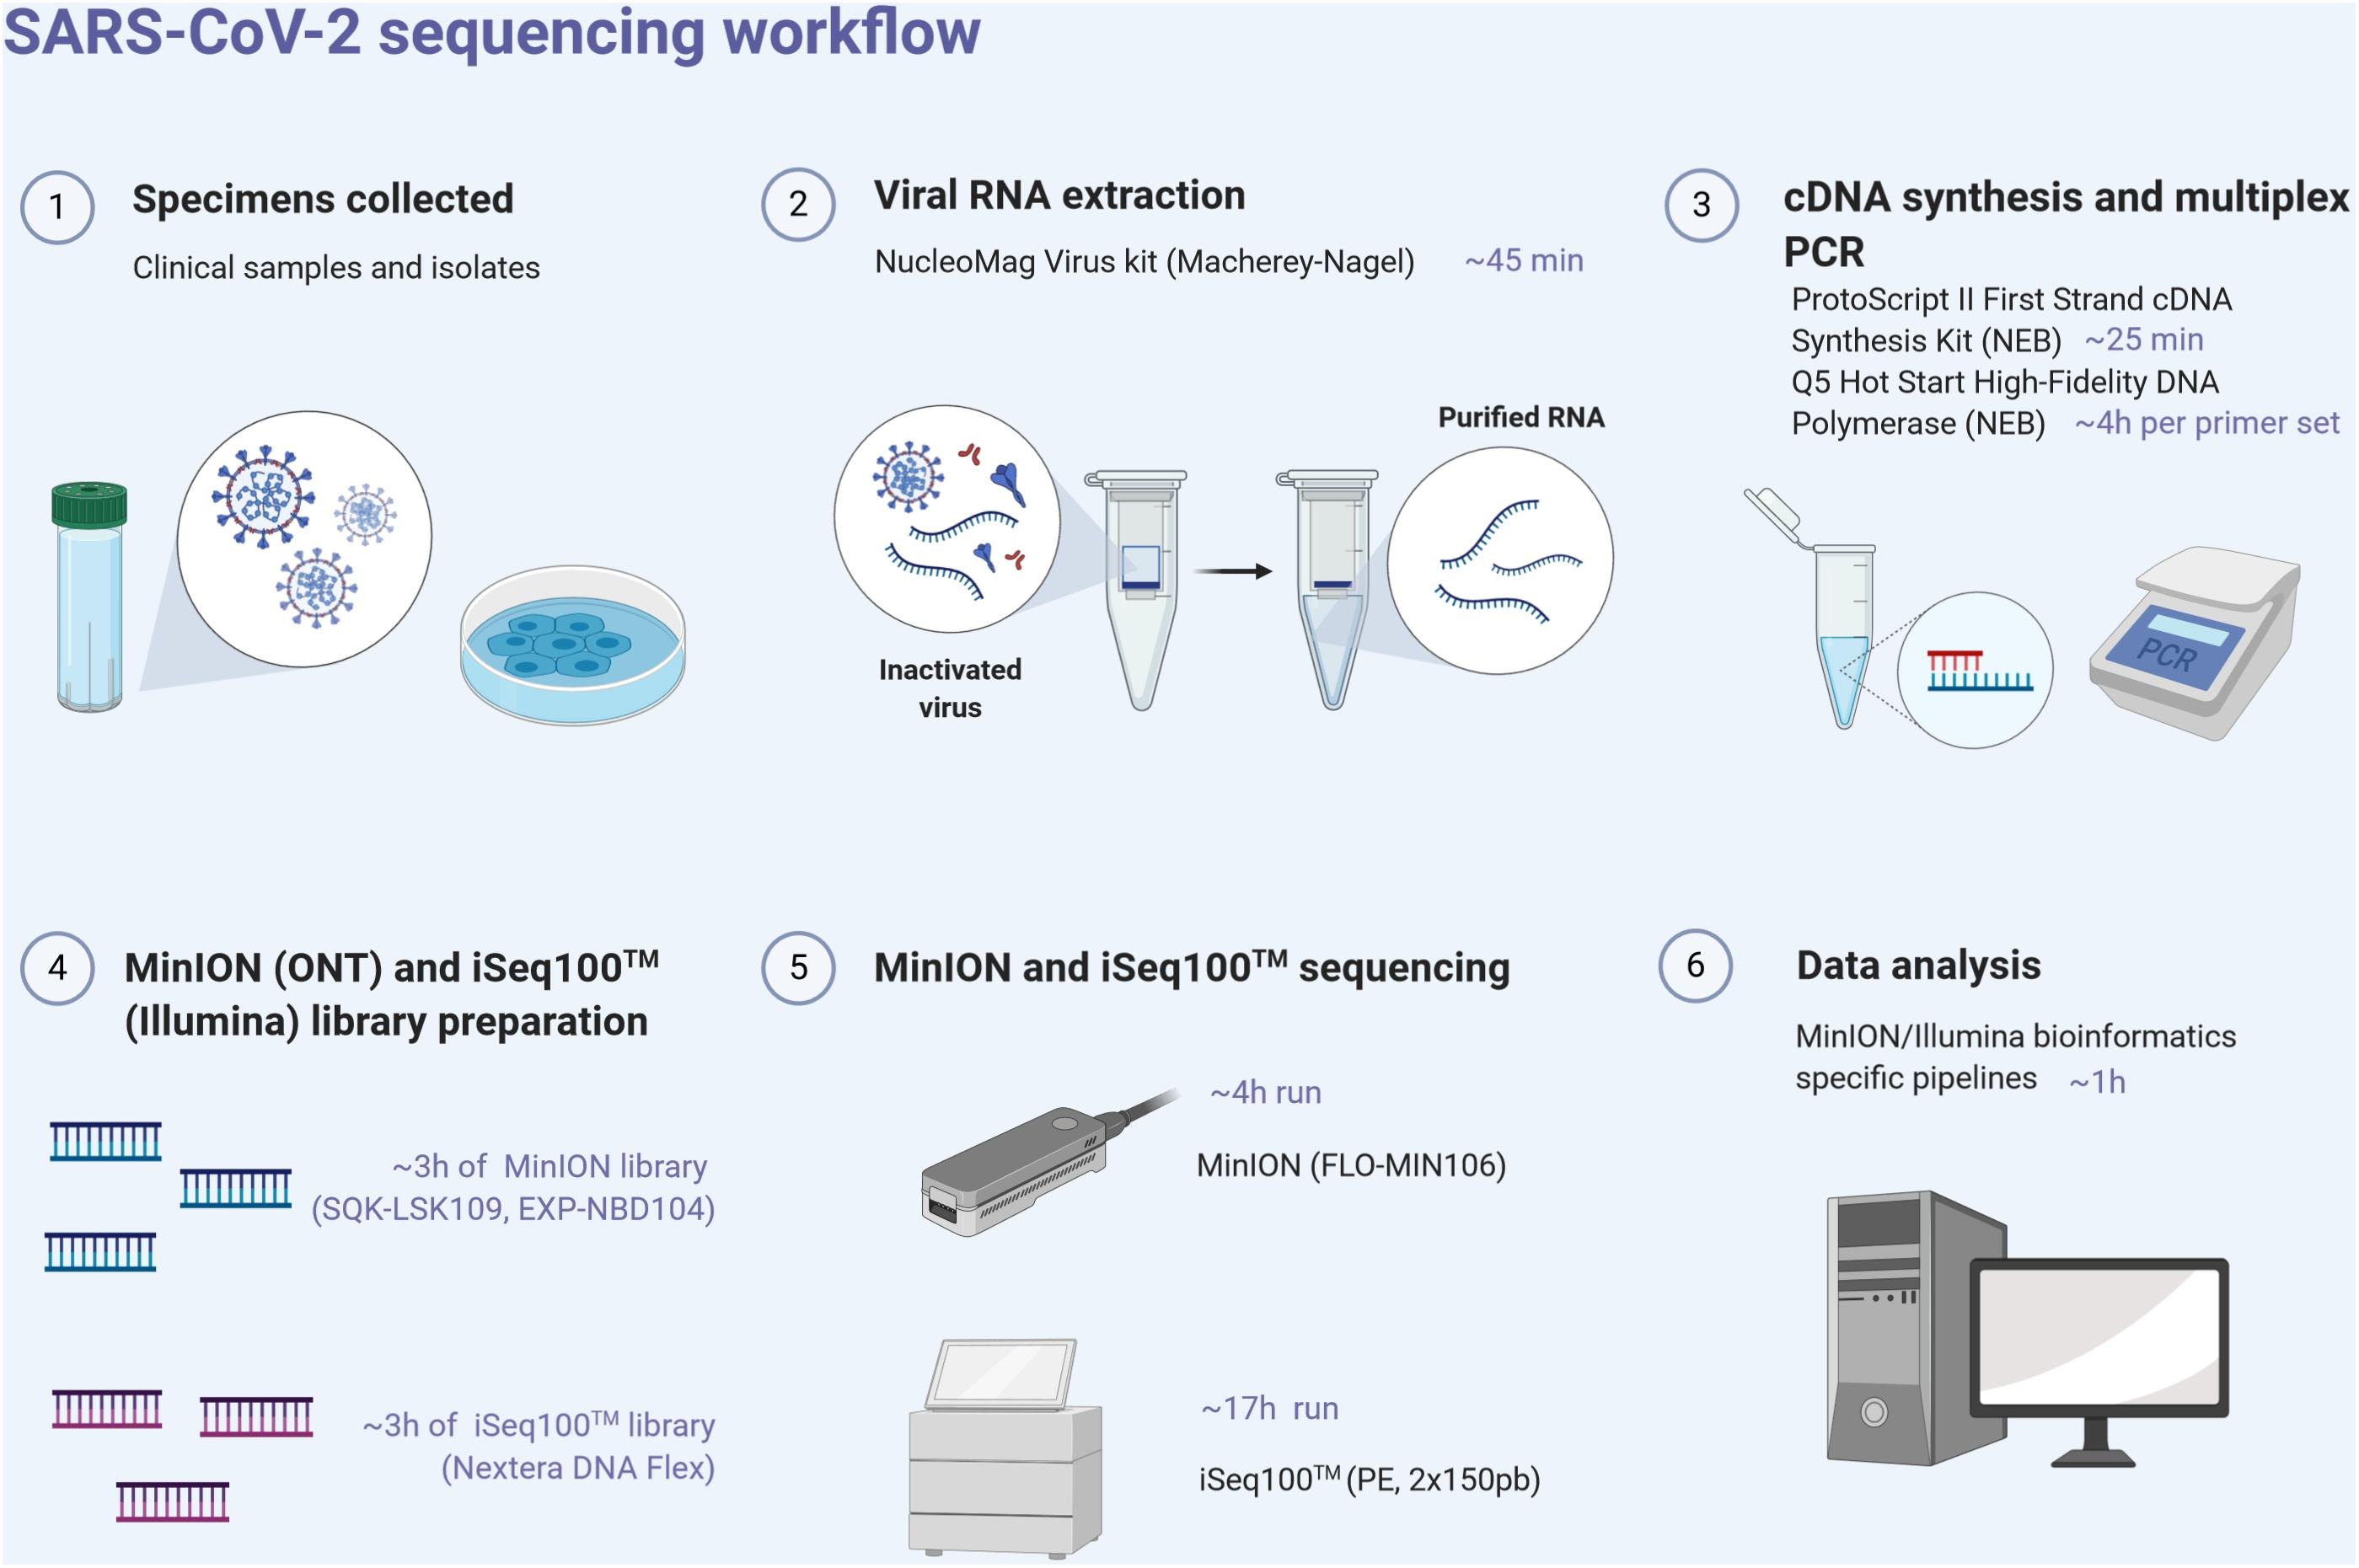 SARS-CoV-2 sequencing workflow
1
Specimens collected
Clinical samples and isolates
2
Viral RNA extraction
NucleoMag Virus kit (Macherey-Nagel) ~45 min
Inactivated
virus
Purified RNA
3
cDNA synthesis and multiplex
PCR
ProtoScript II First Strand cDNA
Synthesis Kit (NEB) ~25 min
Q5 Hot Start High-Fidelity DNA
Polymerase (NEB) ~4h per primer set
PCR
4
MinION (ONT) and iSeq100™
(Illumina) library preparation
~3h of MinION library
(SQK-LSK109, EXP-NBD104)
~3h of iSeq100™ library
(Nextera DNA Flex)
5
MinION and iSeq100™ sequencing
~4h run
MinION (FLO-MIN106)
~17h run
iSeq100™ (PE, 2x150pb)
6
Data analysis
MinION/Illumina bioinformatics
specific pipelines ~1h